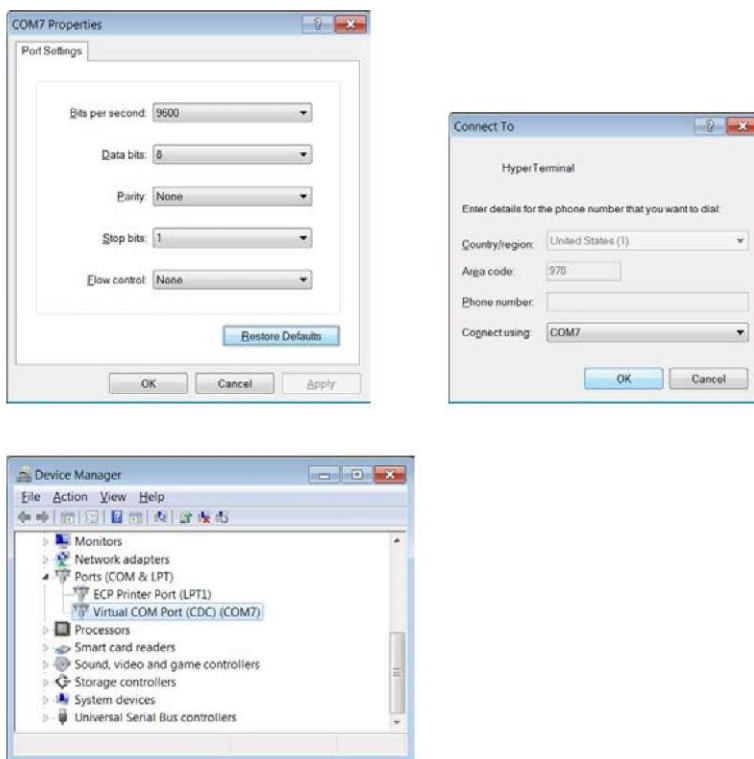 COM7 Properties
Port Settings
Bits per second: 9600
Data bits: 8
Parity: None
Stop bits: 1
Flow control: None
Restore Defaults
OK Cancel Apply
Connect To
HyperTerminal
Enter details for the phone number that you want to dial:
Country/region: United States (1)
Area code: 978
Phone number:
Connect using: COM7
OK Cancel
Device Manager
File Action View Help
Monitors
Network adapters
Ports (COM & LPT)
ECP Printer Port (LPT1)
Virtual COM Port (CDC) (COM7)
Processors
Smart card readers
Sound, video and game controllers
Storage controllers
System devices
Universal Serial Bus controllers